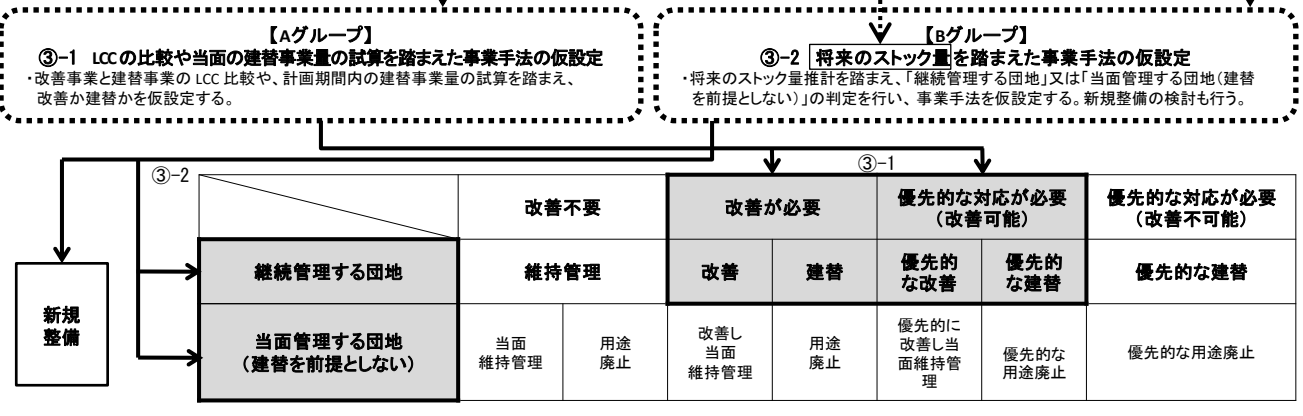 【Aグループ】
③-1 LCCの比較や当面の建替事業量の試算を踏まえた事業手法の仮設定
・改善事業と建替事業のLCC比較や、計画期間内の建替事業量の試算を踏まえ、
改善か建替かを仮設定する。
【Bグループ】
③-2 将来のストック量を踏まえた事業手法の仮設定
・将来のストック量推計を踏まえ、「継続管理する団地」又は「当面管理する団地(建替
を前提としない)」の判定を行い、事業手法を仮設定する。新規整備の検討も行う。
③-1
③-2
改善不要
改善が必要
優先的な対応が必要
(改善可能)
優先的な対応が必要
(改善不可能)
継続管理する団地
維持管理
改善
建替
優先的
な改善
優先的
な建替
優先的な建替
新規
整備
当面管理する団地
(建替を前提としない)
当面
維持管理
用途
廃止
改善し
当面
維持管理
用途
廃止
優先的に
改善し当
面維持管
理
優先的な
用途廃止
優先的な用途廃止